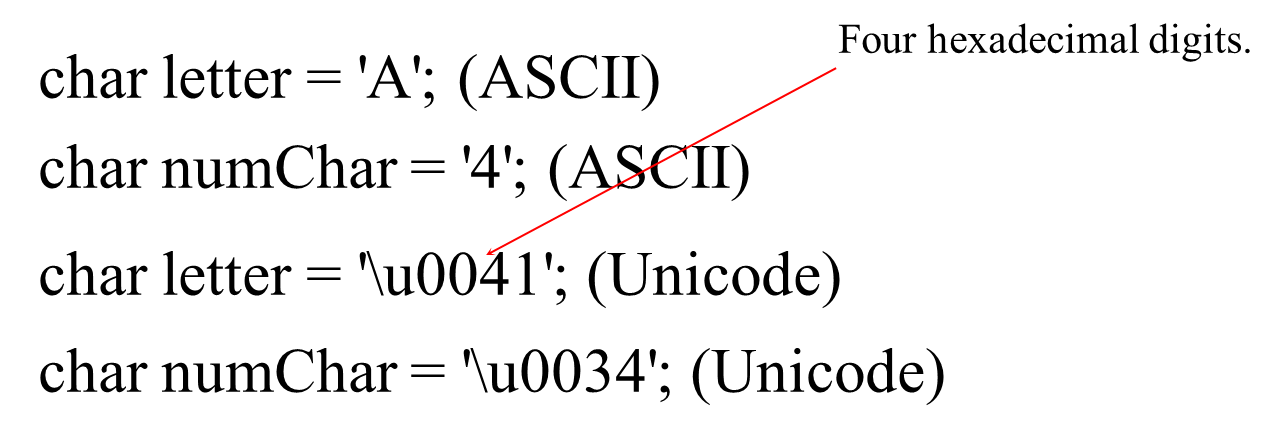 Four hexadecimal digits.
char letter = 'A'; (ASCII)
char numChar = '4'; (ASCII)
char letter = '\u0041'; (Unicode)
char numChar = '\u0034'; (Unicode)